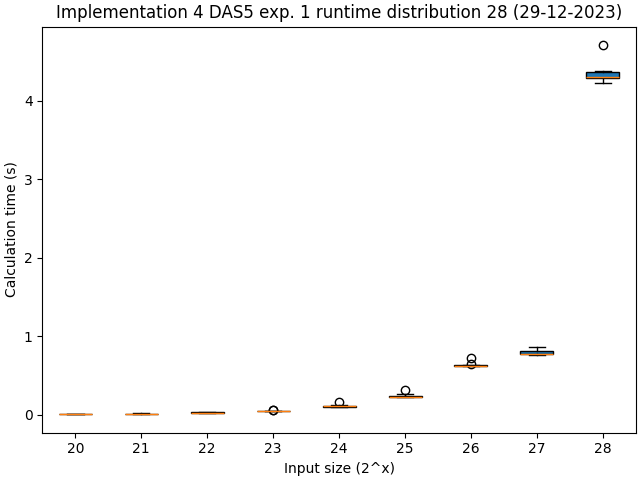 Implementation 4 DAS5 exp. 1 runtime distribution 28 (29-12-2023)
Calculation time (s)
4
3
2
1
0
20 21 22 23 24 25 26 27 28
Input size (2^x)